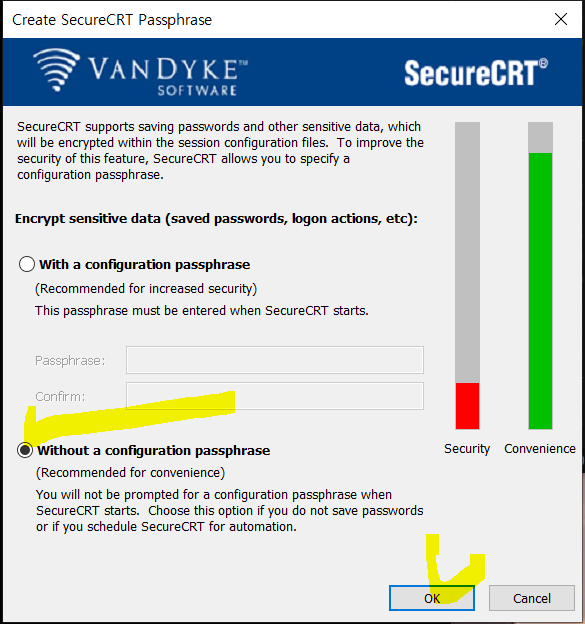 Create SecureCRT Passphrase
VANDYKE™
SOFTWARE
SecureCRT®
SecureCRT supports saving passwords and other sensitive data, which
will be encrypted within the session configuration files.  To improve the
security of this feature, SecureCRT allows you to specify a
configuration passphrase.
Encrypt sensitive data (saved passwords, logon actions, etc):
With a configuration passphrase
(Recommended for increased security)
This passphrase must be entered when SecureCRT starts.
Passphrase:
Confirm:
Without a configuration passphrase
(Recommended for convenience)
You will not be prompted for a configuration passphrase when
SecureCRT starts.  Choose this option if you do not save passwords
or if you schedule SecureCRT for automation.
Security
Convenience
OK
Cancel